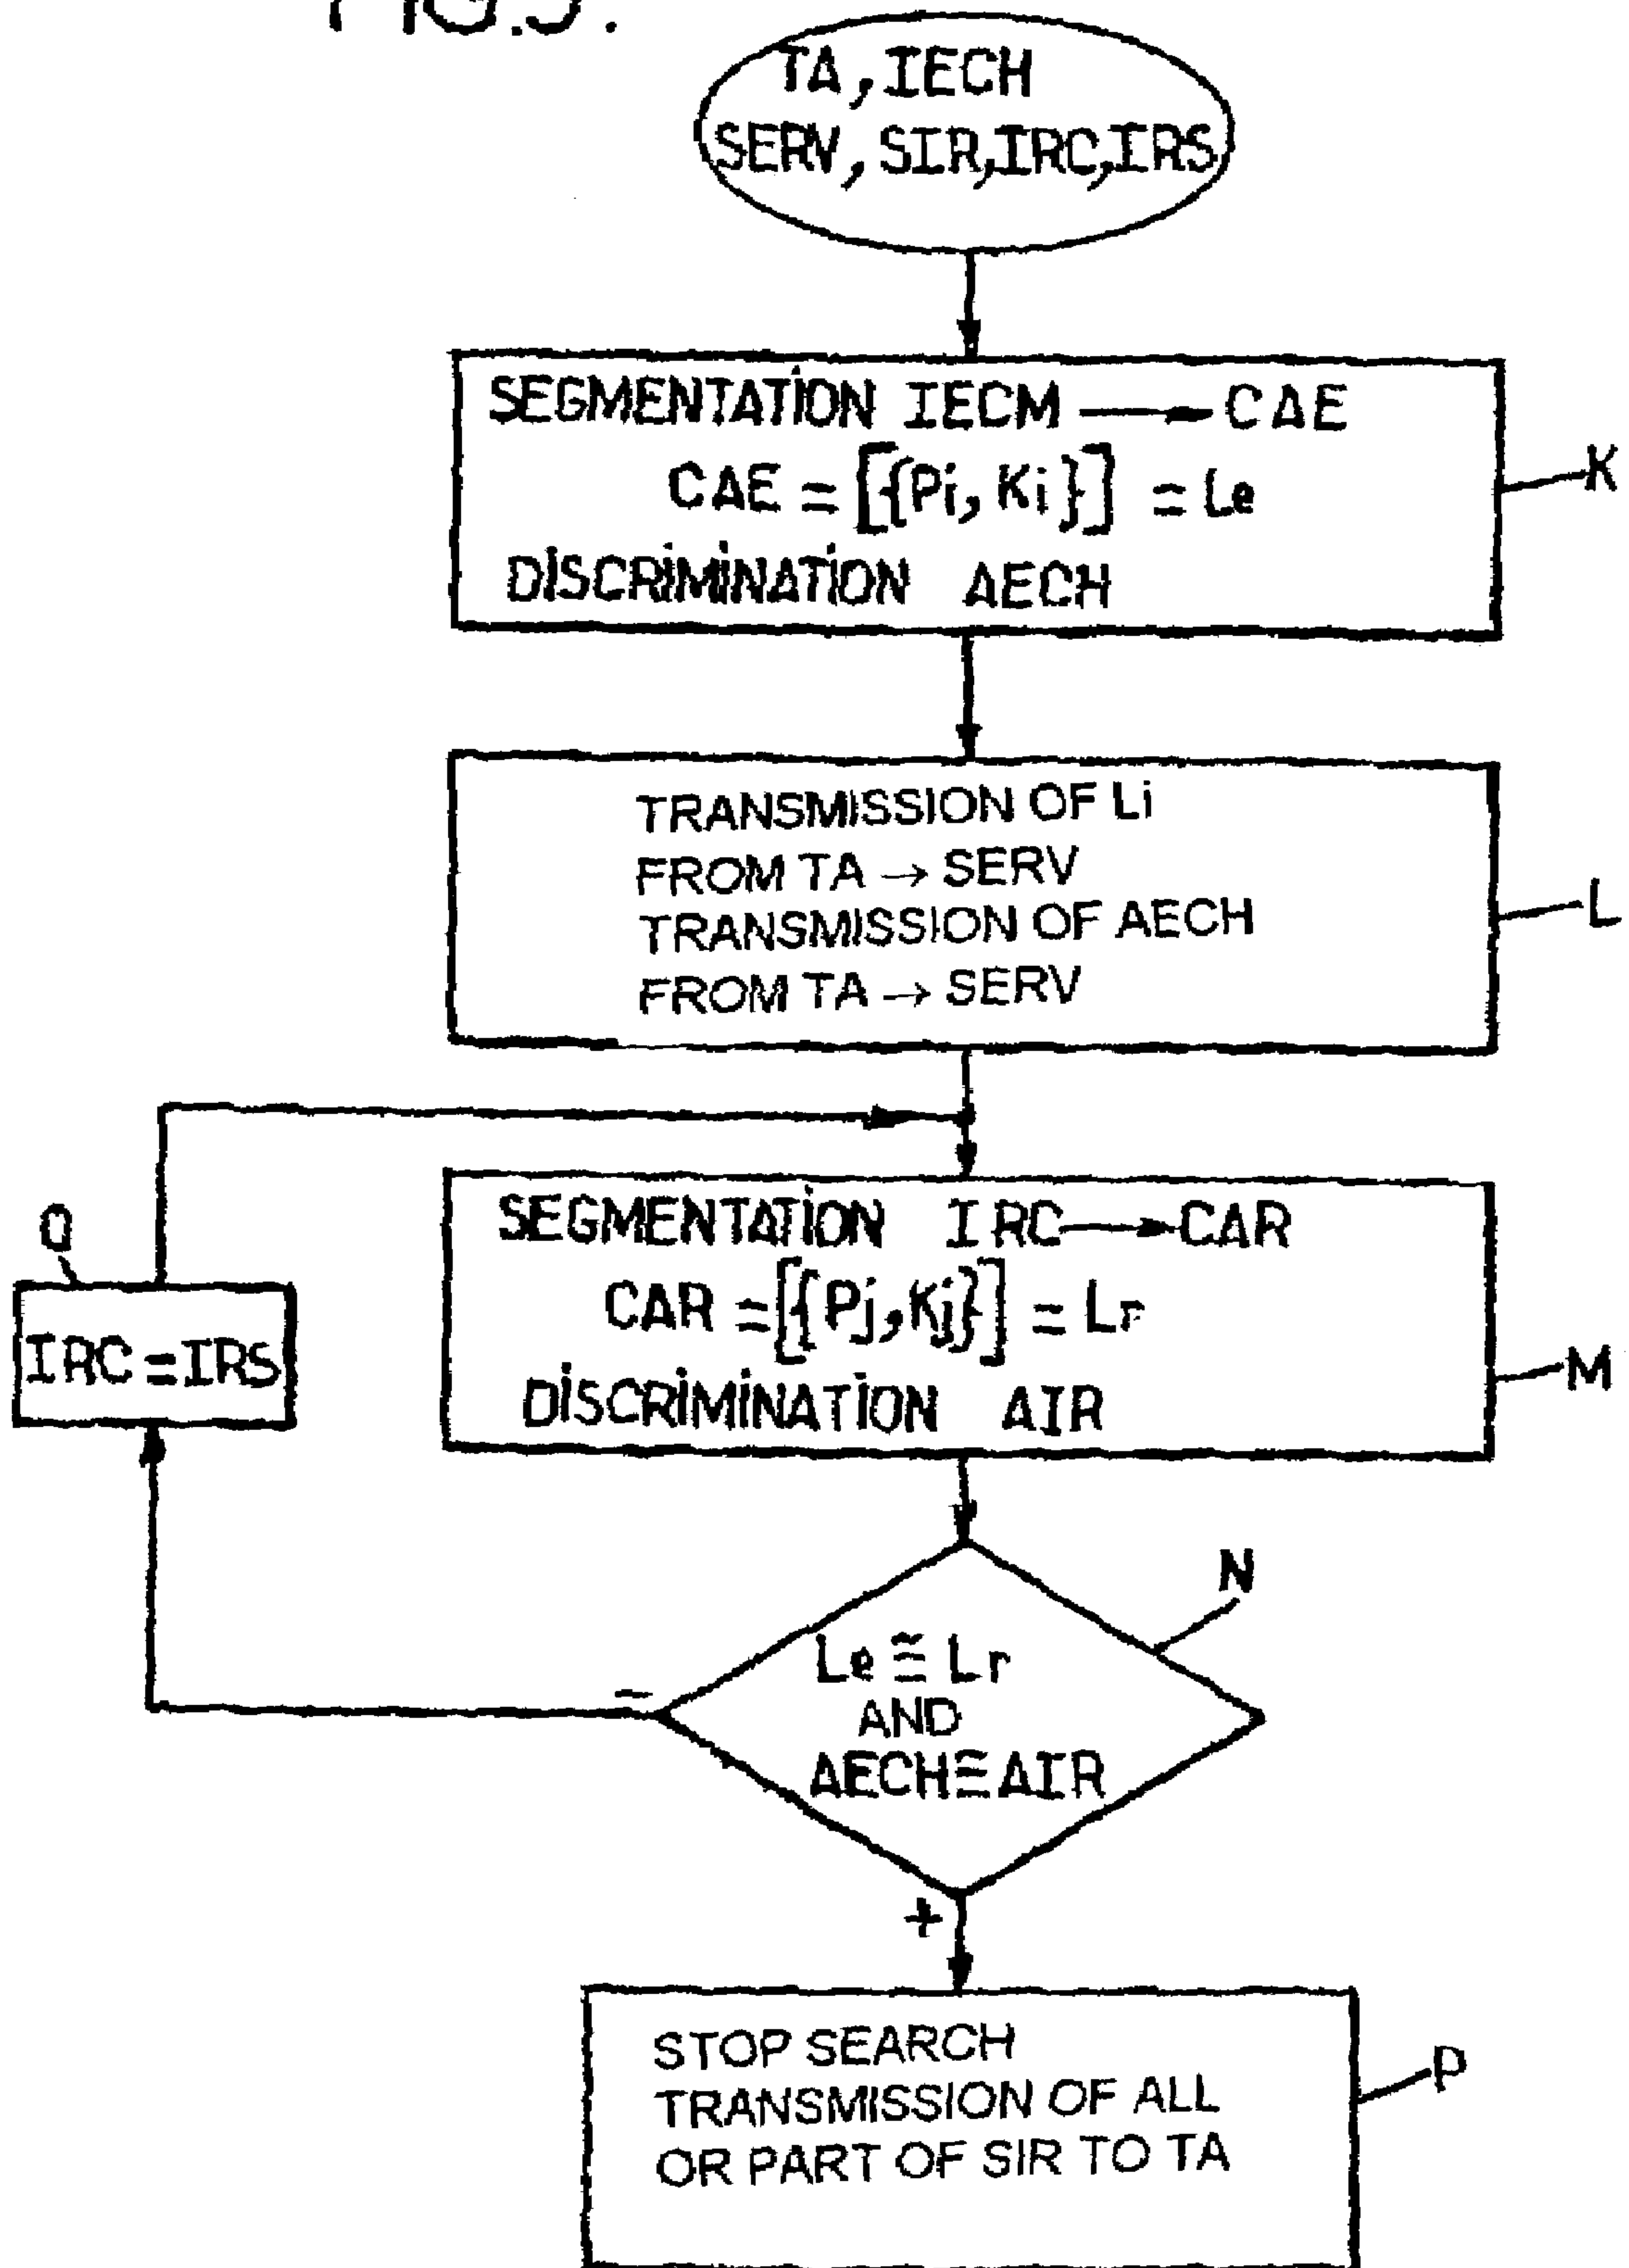 TA, IECH
SERV, SIR, IRC, IRS
SEGMENTATION IECM → CAE
CAE = [{Pi, Ki}] = Le
DISCRIMINATION AECH
K
TRANSMISSION OF Li
FROM TA → SERV
TRANSMISSION OF AECH
FROM TA → SERV
L
SEGMENTATION IRC → CAR
CAR = [{Pj, Kj}] = Lr
DISCRIMINATION AIR
M
Q
IRC = IRS
N
Le ≅ Lr
AND
AECH ≅ AIR
-
+
STOP SEARCH
TRANSMISSION OF ALL
OR PART OF SIR TO TA
P